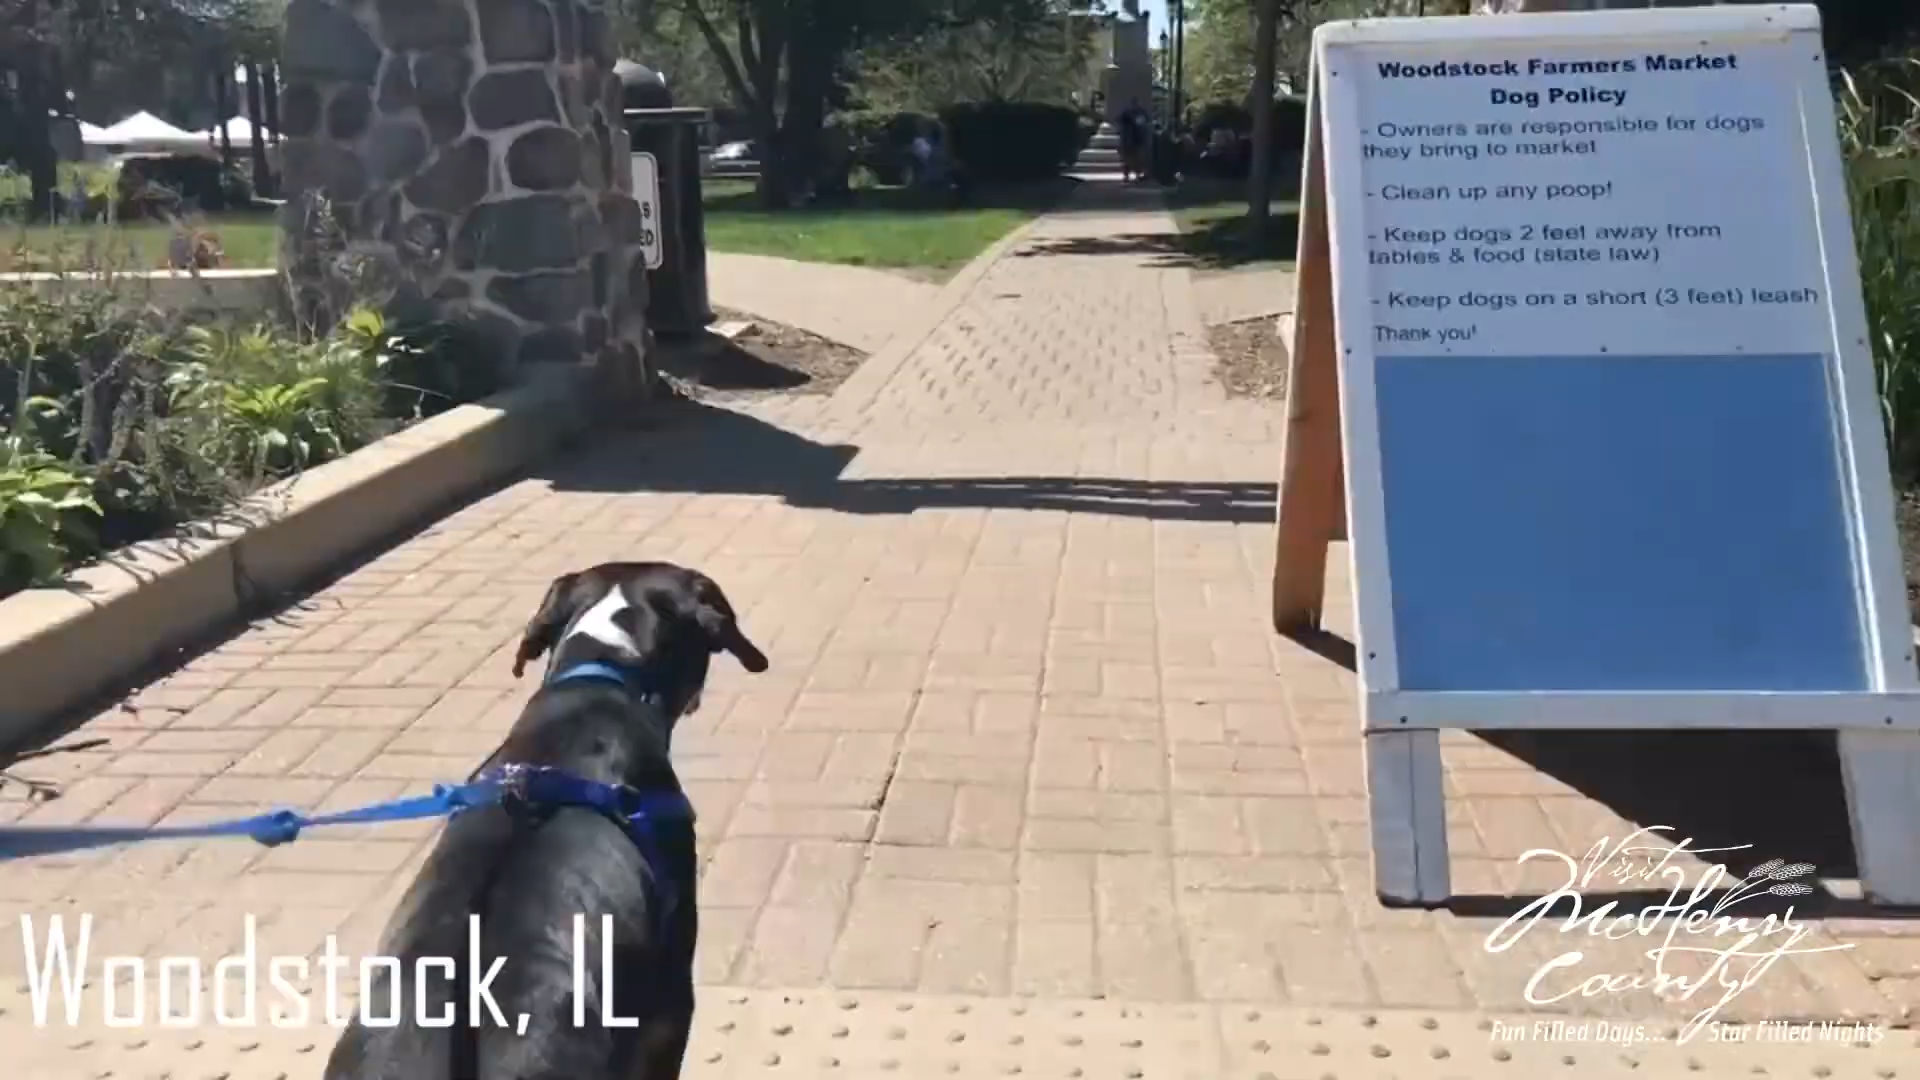 Woodstock Farmers Market
Dog Policy
- Owners are responsible for dogs
they bring to market
- Clean up any poop!
- Keep dogs 2 feet away from
tables & food (state law)
- Keep dogs on a short (3 feet) leash
Thank you!
Woodstock, IL
Visit
McHenry
County
Fun Filled Days... Star Filled Nights